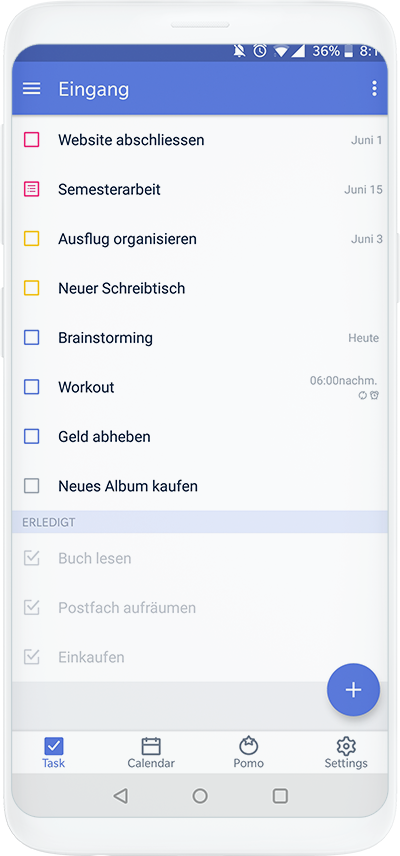 36% 8:1
Eingang
Website abschliessen Juni 1
Semesterarbeit Juni 15
Ausflug organisieren Juni 3
Neuer Schreibtisch
Brainstorming Heute
Workout 06:00nachm.
Geld abheben
Neues Album kaufen
ERLEDIGT
Buch lesen
Postfach aufräumen
Einkaufen
Task Calendar Pomo Settings